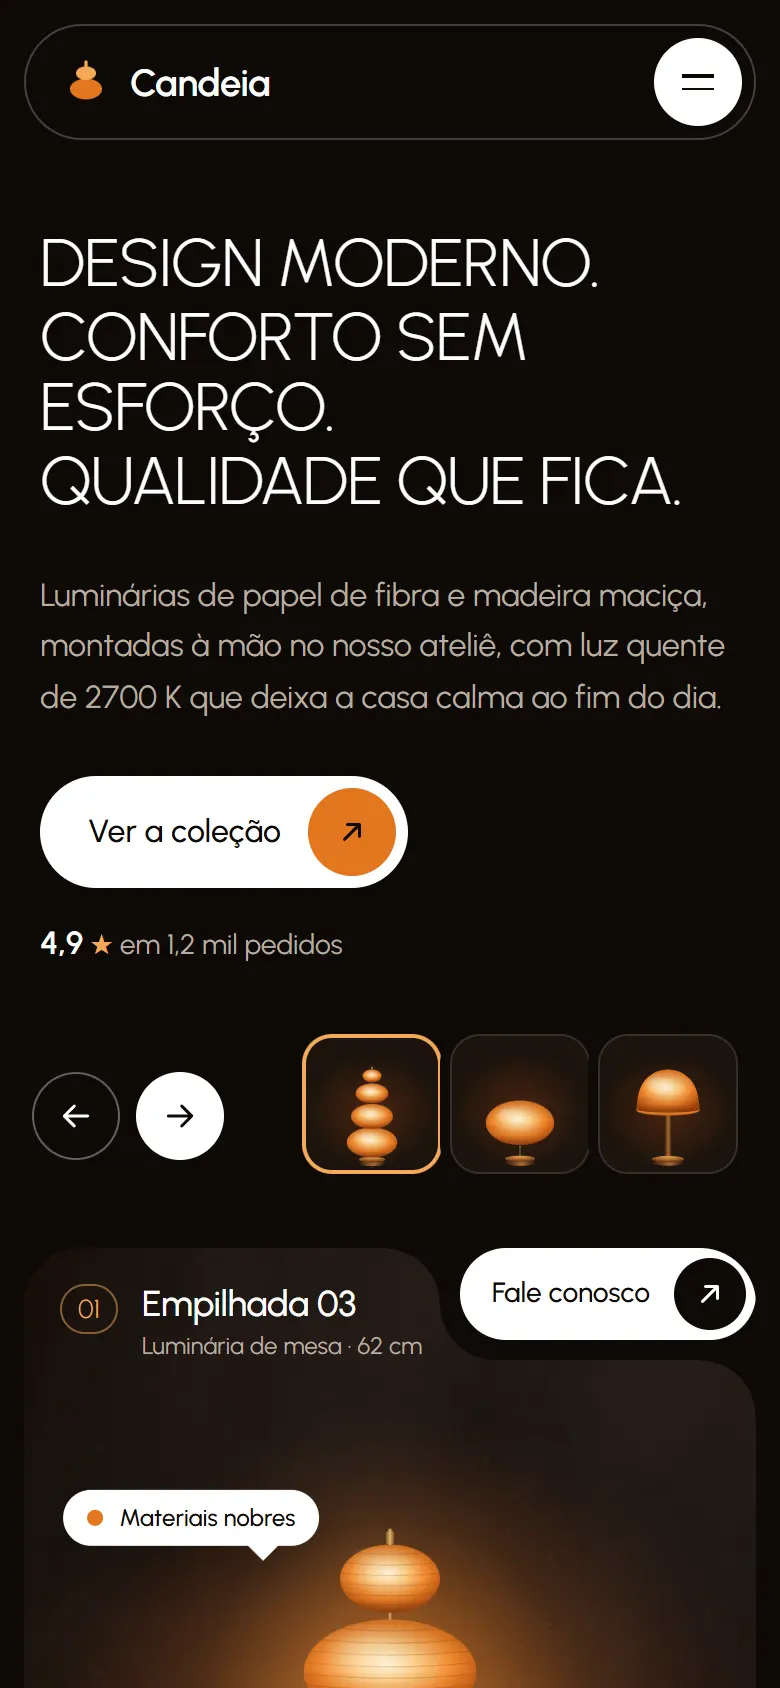 Candeia
DESIGN MODERNO.
CONFORTO SEM
ESFORÇO.
QUALIDADE QUE FICA.
Luminárias de papel de fibra e madeira maciça,
montadas à mão no nosso ateliê, com luz quente
de 2700 K que deixa a casa calma ao fim do dia.
Ver a coleção
4,9 ★ em 1,2 mil pedidos
01
Empilhada 03
Luminária de mesa · 62 cm
Fale conosco
Materiais nobres